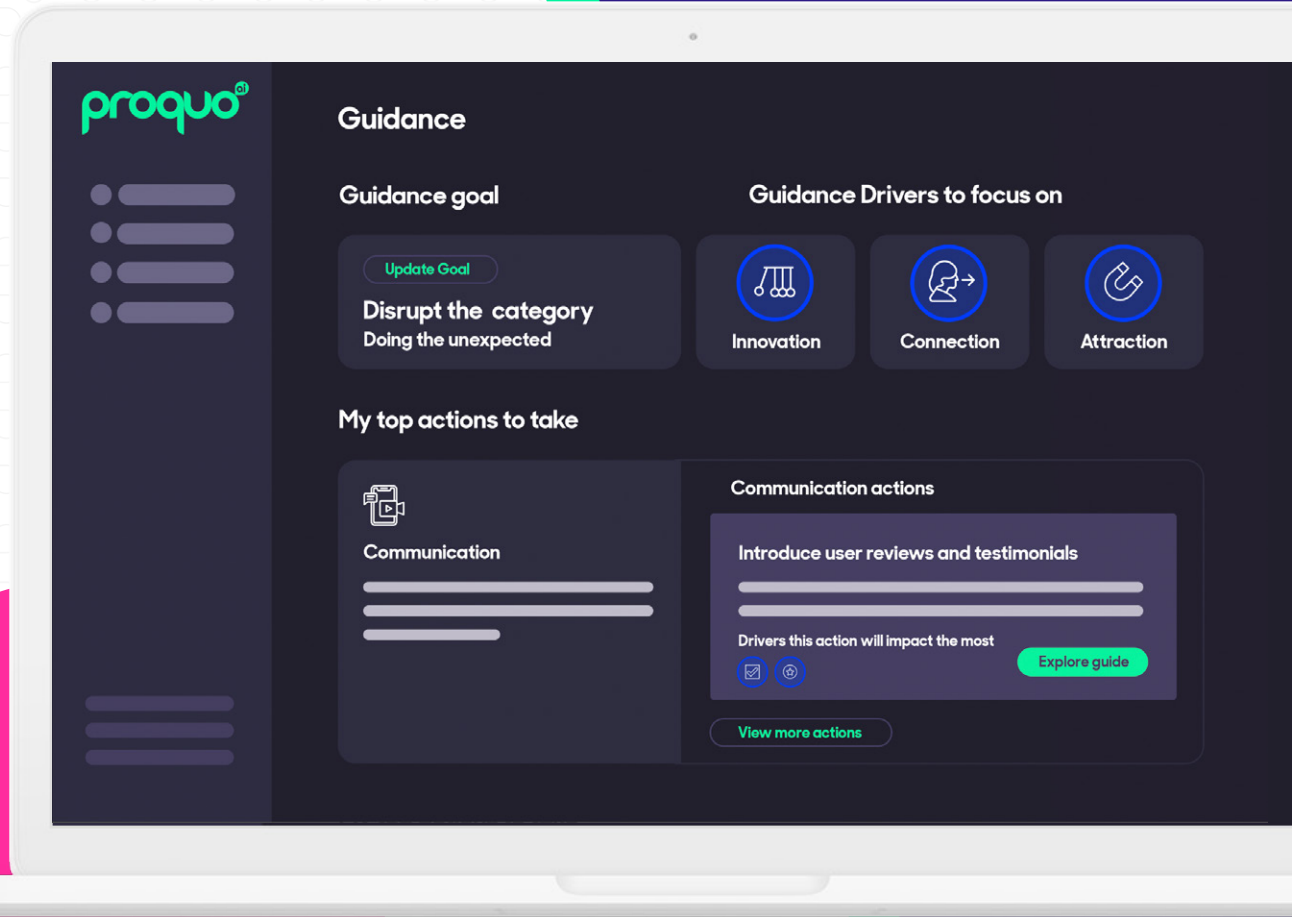 proquo ai
Guidance
Guidance goal
Guidance Drivers to focus on
Update Goal
Disrupt the category
Doing the unexpected
Innovation
Connection
Attraction
My top actions to take
Communication
Communication actions
Introduce user reviews and testimonials
Drivers this action will impact the most
Explore guide
View more actions